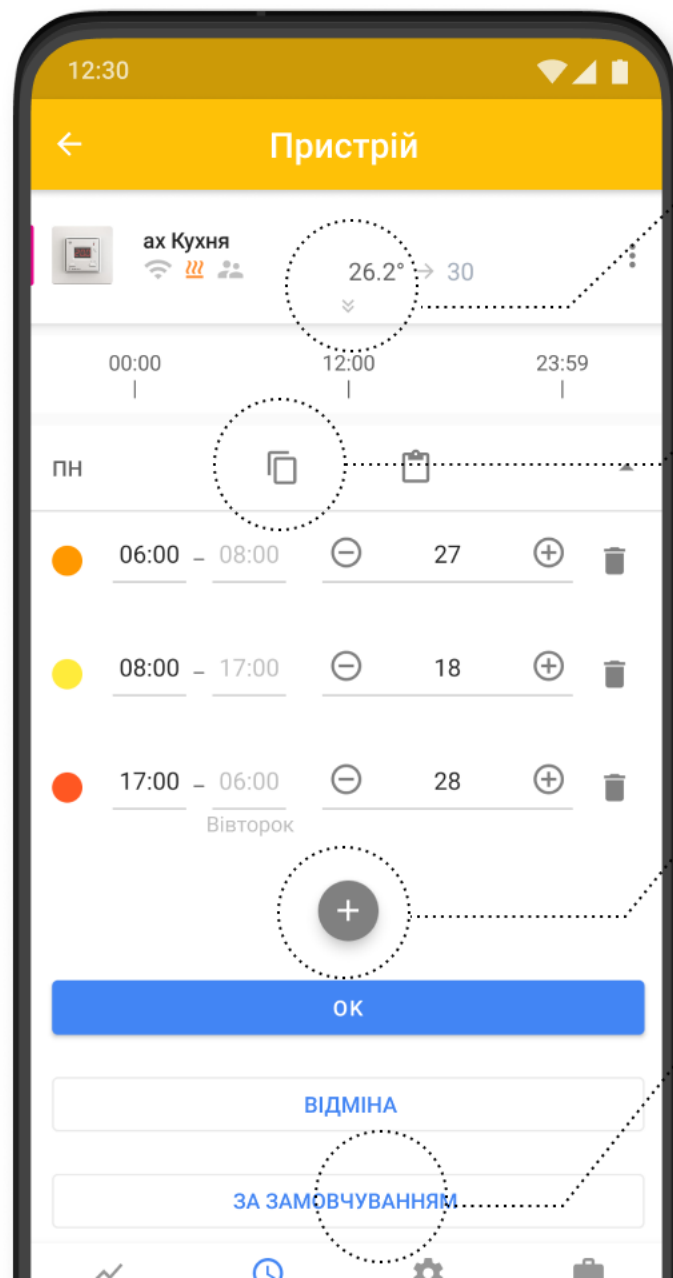 12:30
Пристрій
ах Кухня
26.2° → 30
00:00 12:00 23:59
ПН
06:00 – 08:00 27
08:00 – 17:00 18
17:00 – 06:00 28
Вівторок
ОК
ВІДМІНА
ЗА ЗАМОВЧУВАННЯМ